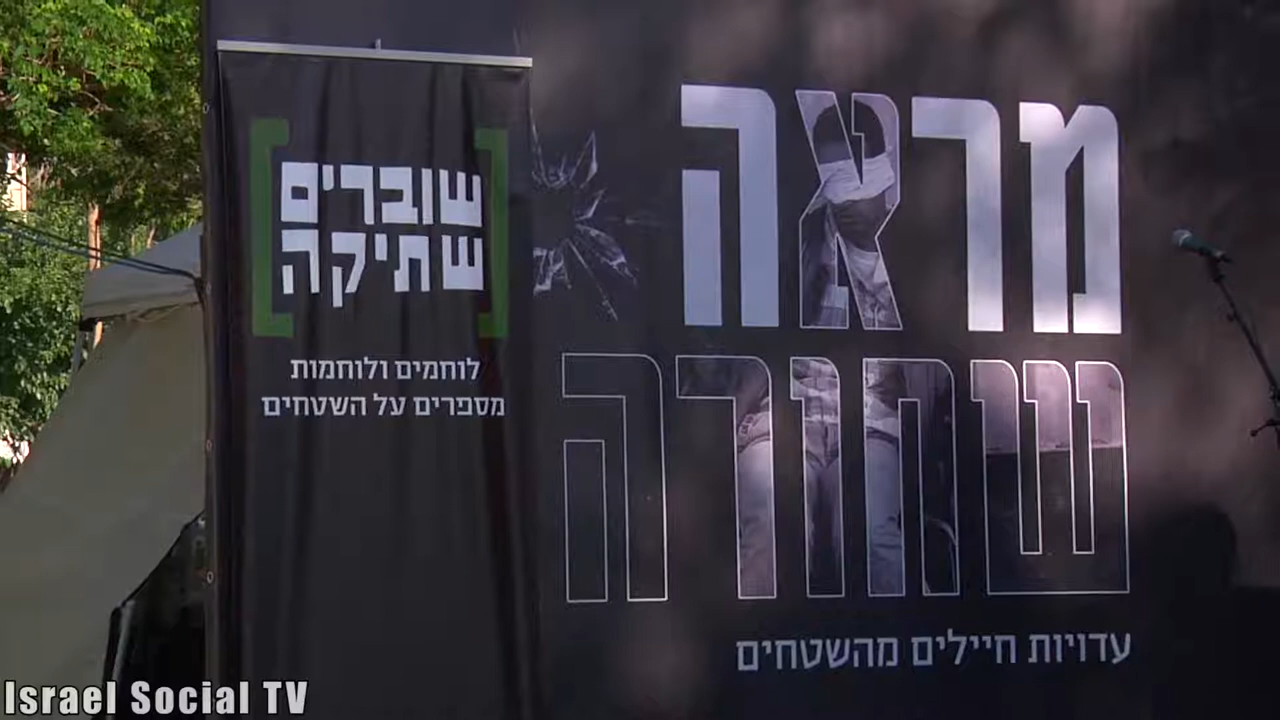 שוברים
שתיקה
לוחמים ולוחמות
מספרים על השטחים
מראה
שחורה
עדויות חיילים מהשטחים
Israel Social TV